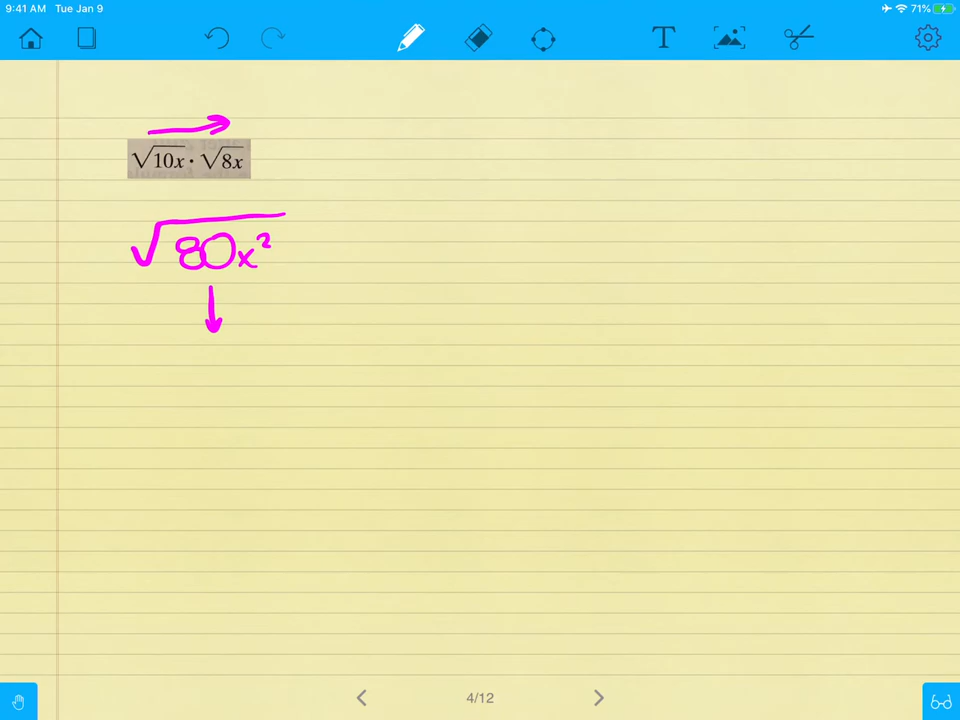 9:41 AM Tue Jan 9
71%
T
√10x · √8x
√80x²
4/12